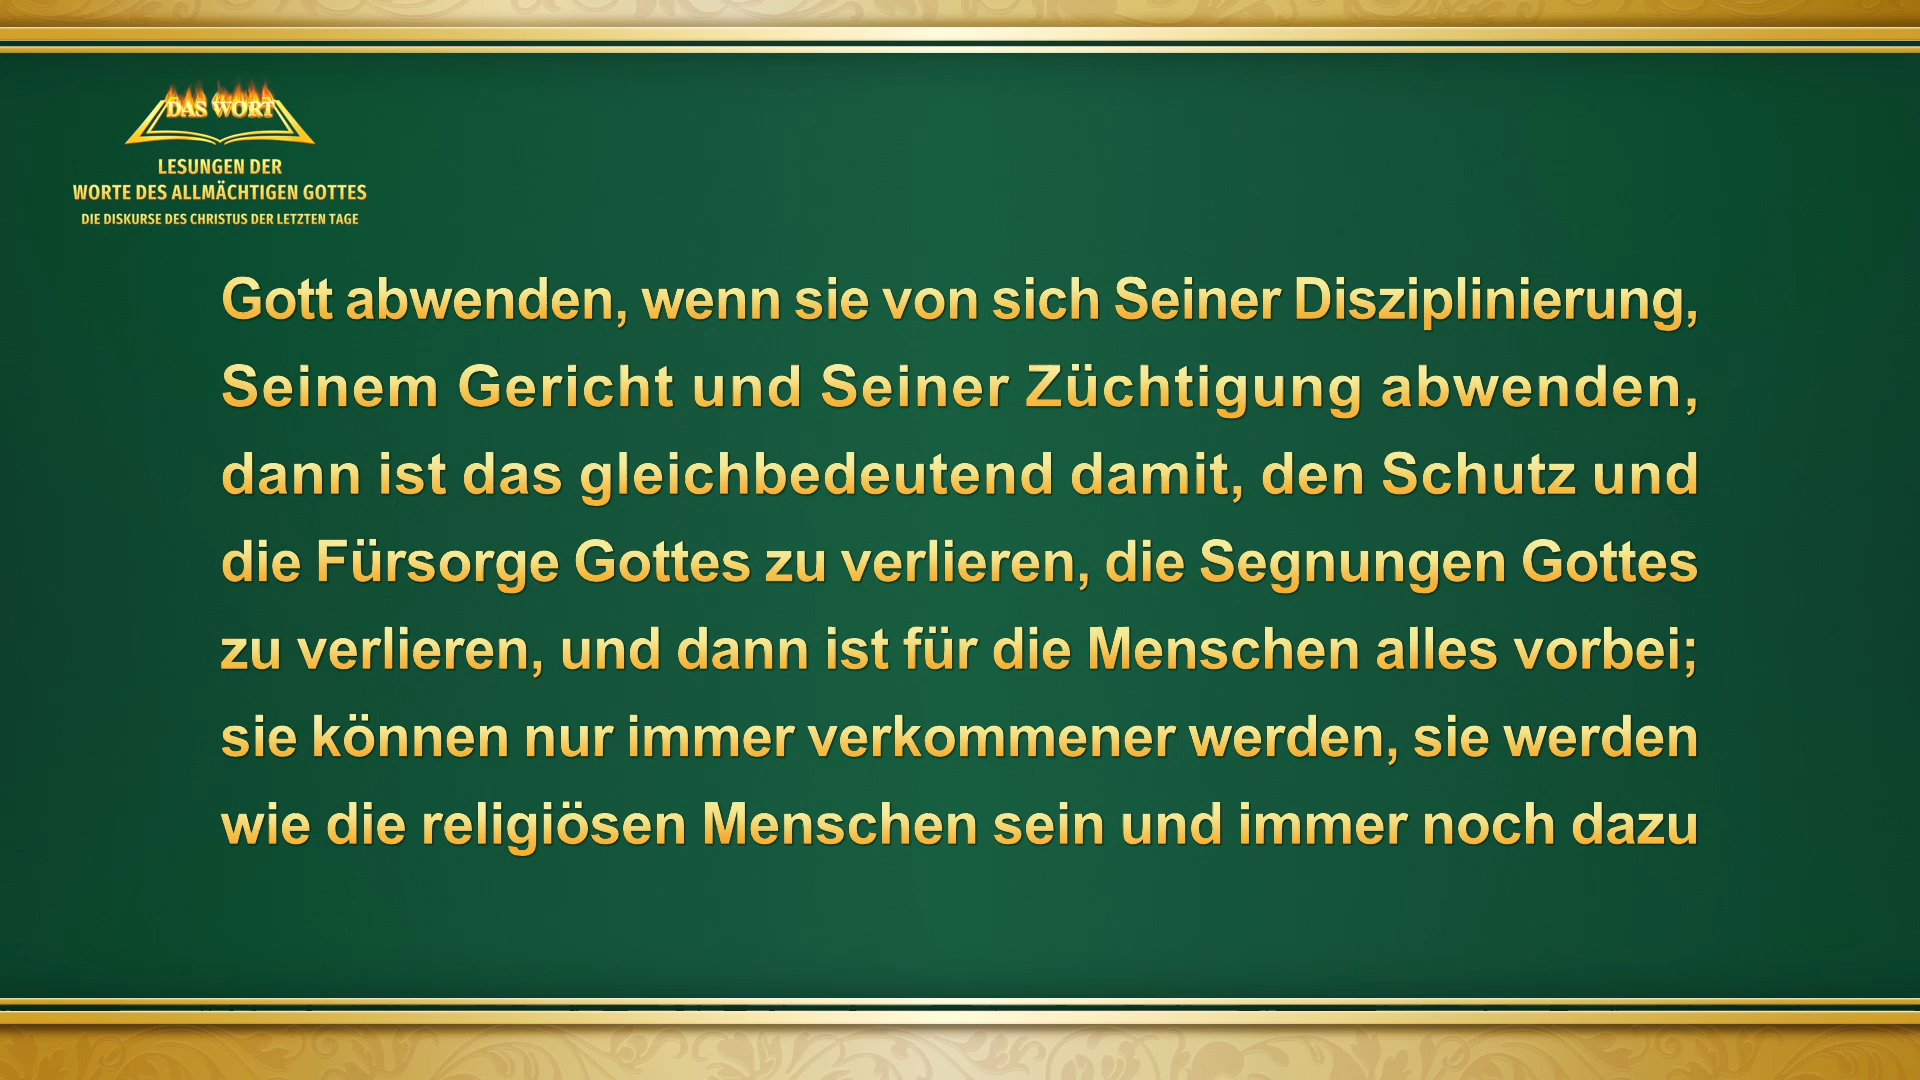 DAS WORT
LESUNGEN DER
WORTE DES ALLMÄCHTIGEN GOTTES
DIE DISKURSE DES CHRISTUS DER LETZTEN TAGE
Gott abwenden, wenn sie von sich Seiner Disziplinierung,
Seinem Gericht und Seiner Züchtigung abwenden,
dann ist das gleichbedeutend damit, den Schutz und
die Fürsorge Gottes zu verlieren, die Segnungen Gottes
zu verlieren, und dann ist für die Menschen alles vorbei;
sie können nur immer verkommener werden, sie werden
wie die religiösen Menschen sein und immer noch dazu